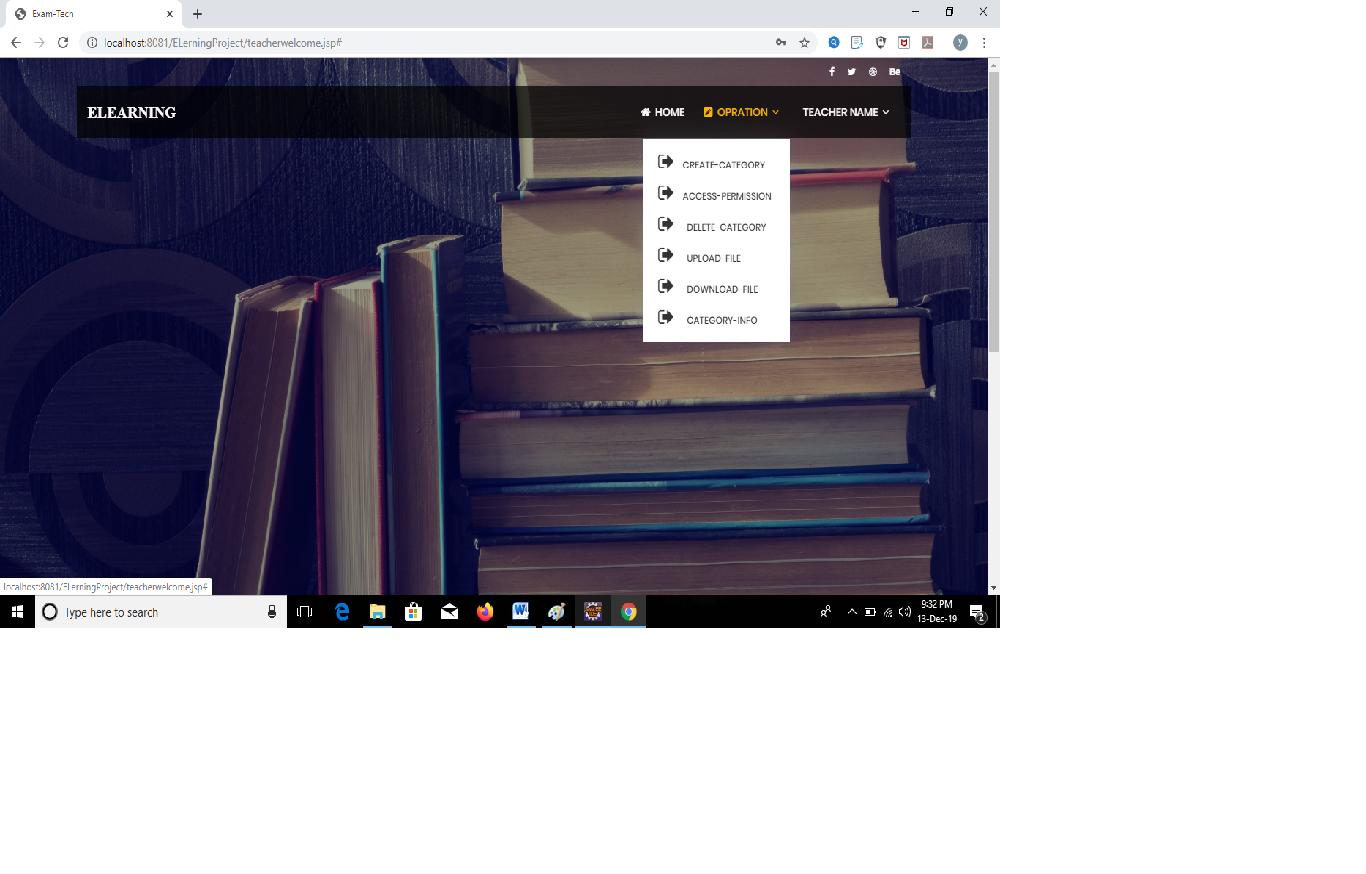 Exam-Tech
localhost:8081/ELerningProject/teacherwelcome.jsp#
Y
Be
ELEARNING
HOME
OPRATION
TEACHER NAME
CREATE-CATEGORY
ACCESS-PERMISSION
DELETE-CATEGORY
UPLOAD-FILE
DOWNLOAD-FILE
CATEGORY-INFO
localhost:8081/ELerningProject/teacherwelcome.jsp#
Type here to search
9:32 PM
13-Dec-19
2